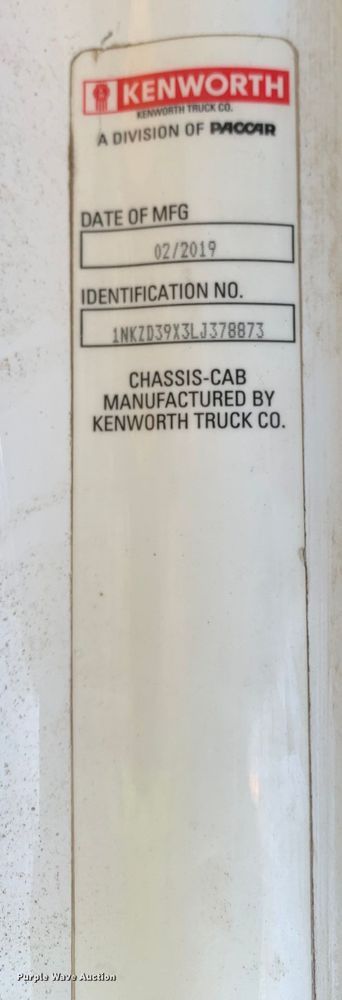 KENWORTH
KENWORTH TRUCK CO.
A DIVISION OF PACCAR
DATE OF MFG
02/2019
IDENTIFICATION NO.
1NKZD39X3LJ378873
CHASSIS-CAB
MANUFACTURED BY
KENWORTH TRUCK CO.
Purple Wave Auction